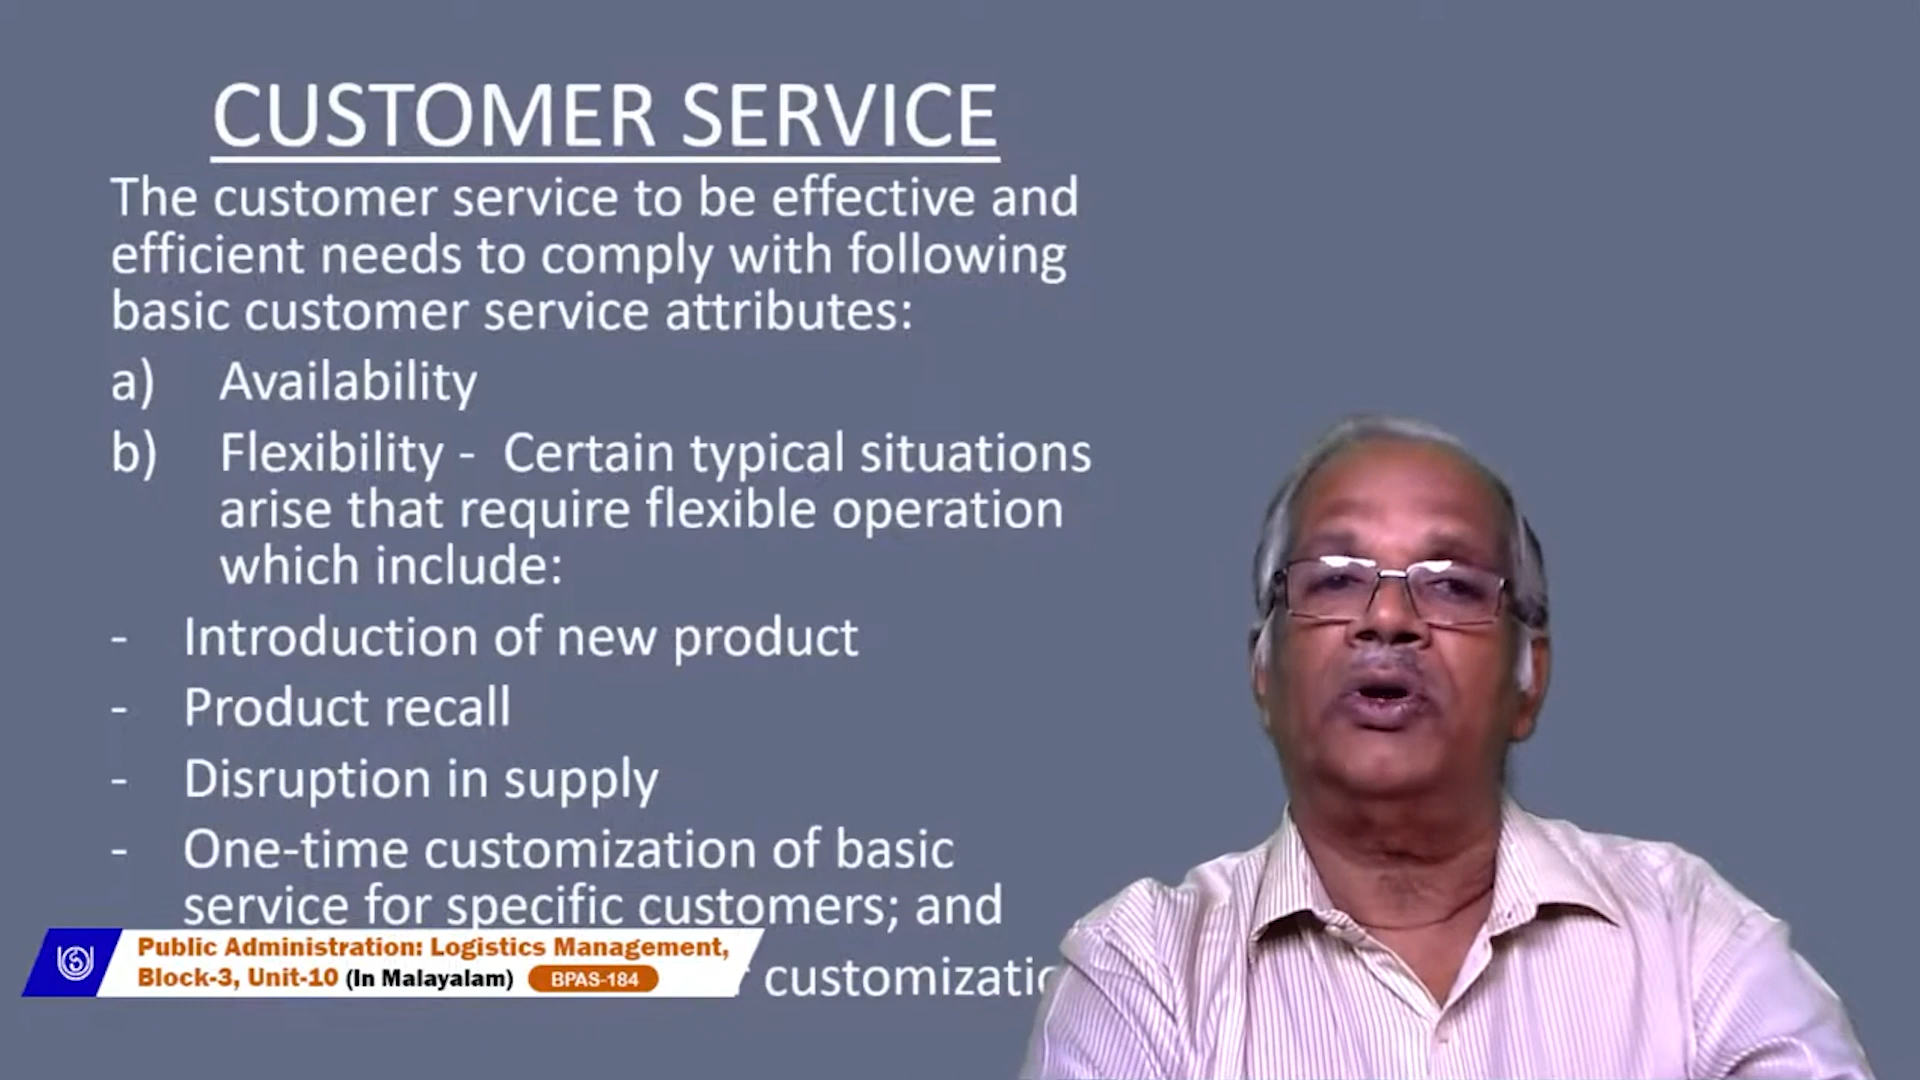 CUSTOMER SERVICE
The customer service to be effective and
efficient needs to comply with following
basic customer service attributes:
a) Availability
b) Flexibility - Certain typical situations
arise that require flexible operation
which include:
- Introduction of new product
- Product recall
- Disruption in supply
- One-time customization of basic
service for specific customers; and
Public Administration: Logistics Management,
Block-3, Unit-10 (In Malayalam) BPAS-184